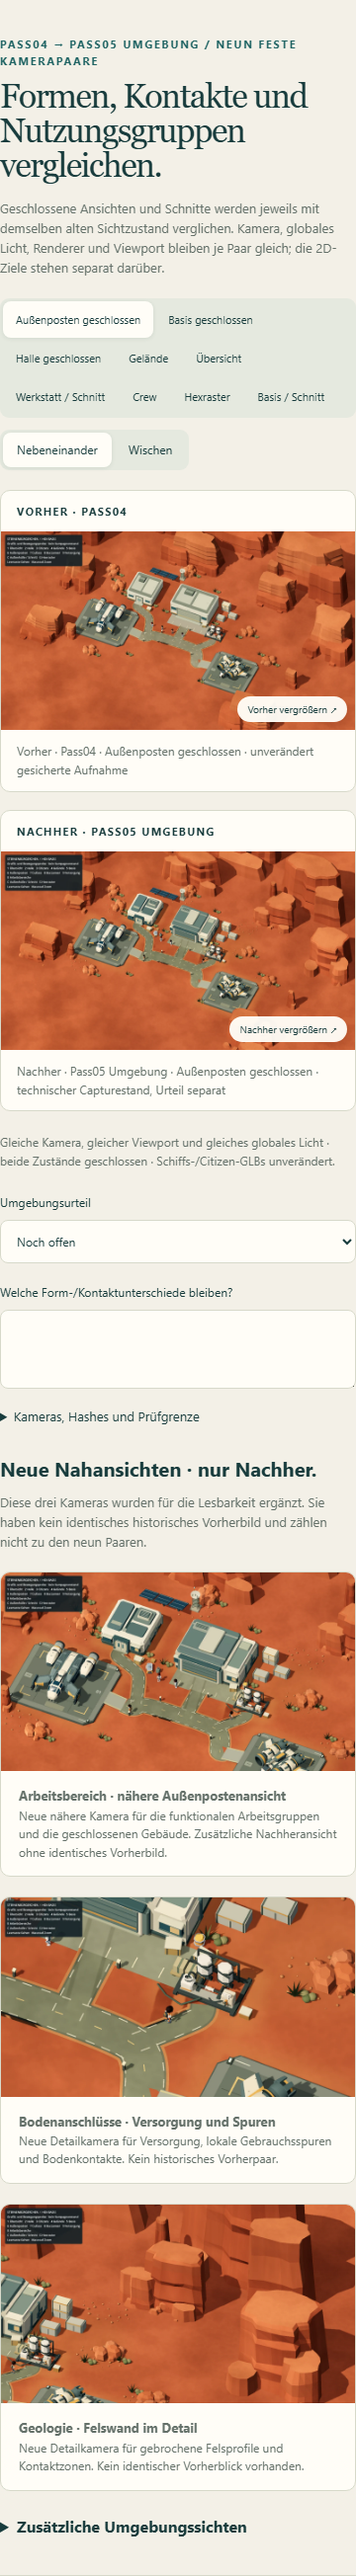 PASS04 → PASS05 UMGEBUNG / NEUN FESTE
KAMERAPAARE
Formen, Kontakte und
Nutzungsgruppen
vergleichen.
Geschlossene Ansichten und Schnitte werden jeweils mit
demselben alten Sichtzustand verglichen. Kamera, globales
Licht, Renderer und Viewport bleiben je Paar gleich; die 2D-
Ziele stehen separat darüber.
Außenposten geschlossen
Basis geschlossen
Halle geschlossen
Gelände
Übersicht
Werkstatt / Schnitt
Crew
Hexraster
Basis / Schnitt
Nebeneinander
Wischen
VORHER · PASS04
Vorher vergrößern ↗
Vorher · Pass04 · Außenposten geschlossen · unverändert
gesicherte Aufnahme
NACHHER · PASS05 UMGEBUNG
Nachher vergrößern ↗
Nachher · Pass05 Umgebung · Außenposten geschlossen ·
technischer Capturestand, Urteil separat
Gleiche Kamera, gleicher Viewport und gleiches globales Licht ·
beide Zustände geschlossen · Schiffs-/Citizen-GLBs unverändert.
Umgebungsurteil
Noch offen
Welche Form-/Kontaktunterschiede bleiben?
Kameras, Hashes und Prüfgrenze
Neue Nahansichten · nur Nachher.
Diese drei Kameras wurden für die Lesbarkeit ergänzt. Sie
haben kein identisches historisches Vorherbild und zählen
nicht zu den neun Paaren.
Arbeitsbereich · nähere Außenpostenansicht
Neue nähere Kamera für die funktionalen Arbeitsgruppen
und die geschlossenen Gebäude. Zusätzliche Nachheransicht
ohne identisches Vorherbild.
Bodenanschlüsse · Versorgung und Spuren
Neue Detailkamera für Versorgung, lokale Gebrauchsspuren
und Bodenkontakte. Kein historisches Vorherpaar.
Geologie · Felswand im Detail
Neue Detailkamera für gebrochene Felsprofile und
Kontaktzonen. Kein identischer Vorherblick vorhanden.
Zusätzliche Umgebungssichten